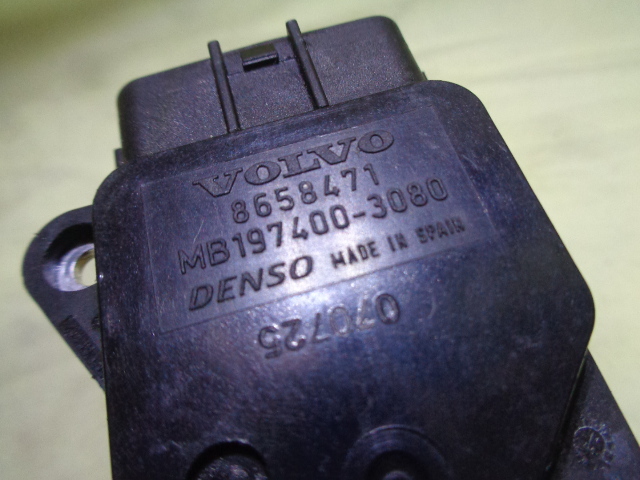 VOLVO
8658471
MB197400-3080
DENSO MADE IN SPAIN
070725